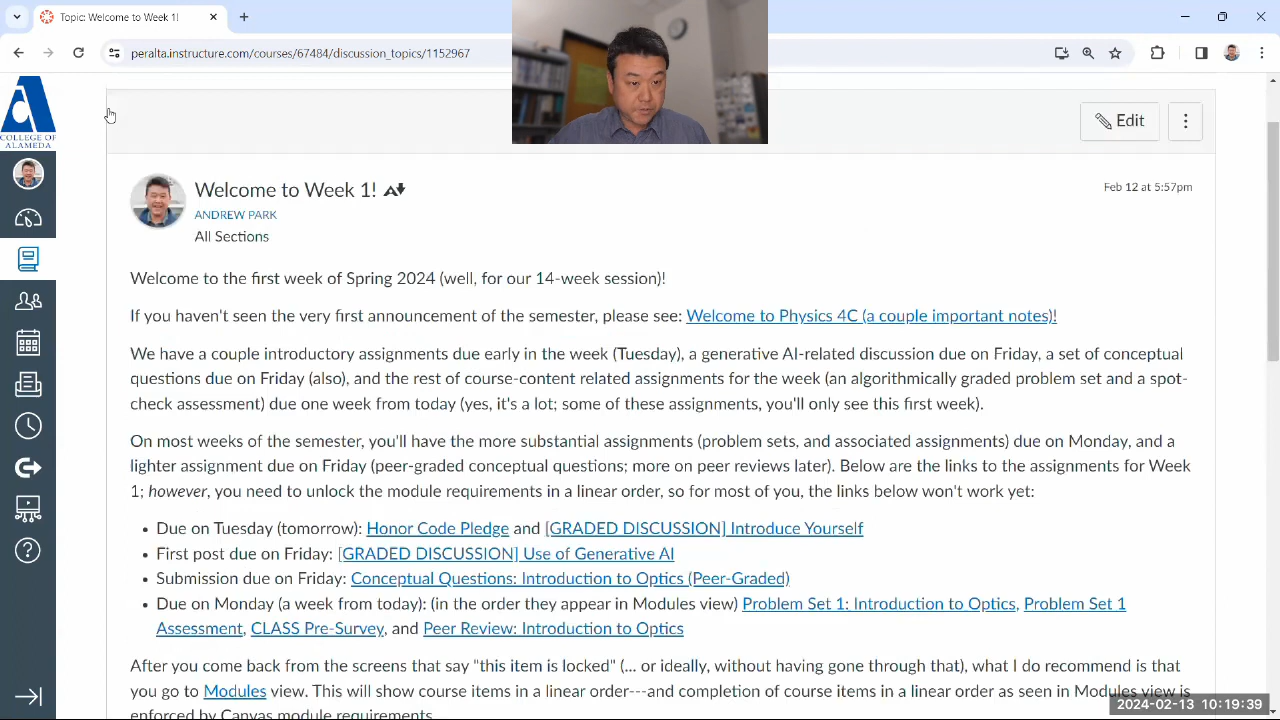 Topic: Welcome to Week 1!
peralta.instructure.com/courses/67484/discussion_topics/1152967
COLLEGE OF
ALAMEDA
Edit
Welcome to Week 1!
Feb 12 at 5:57pm
ANDREW PARK
All Sections
Welcome to the first week of Spring 2024 (well, for our 14-week session)!
If you haven't seen the very first announcement of the semester, please see: Welcome to Physics 4C (a couple important notes)!
We have a couple introductory assignments due early in the week (Tuesday), a generative AI-related discussion due on Friday, a set of conceptual
questions due on Friday (also), and the rest of course-content related assignments for the week (an algorithmically graded problem set and a spot-
check assessment) due one week from today (yes, it's a lot; some of these assignments, you'll only see this first week).
On most weeks of the semester, you'll have the more substantial assignments (problem sets, and associated assignments) due on Monday, and a
lighter assignment due on Friday (peer-graded conceptual questions; more on peer reviews later). Below are the links to the assignments for Week
1; however, you need to unlock the module requirements in a linear order, so for most of you, the links below won't work yet:
• Due on Tuesday (tomorrow): Honor Code Pledge and [GRADED DISCUSSION] Introduce Yourself
• First post due on Friday: [GRADED DISCUSSION] Use of Generative AI
• Submission due on Friday: Conceptual Questions: Introduction to Optics (Peer-Graded)
• Due on Monday (a week from today): (in the order they appear in Modules view) Problem Set 1: Introduction to Optics, Problem Set 1
Assessment, CLASS Pre-Survey, and Peer Review: Introduction to Optics
After you come back from the screens that say "this item is locked" (... or ideally, without having gone through that), what I do recommend is that
you go to Modules view. This will show course items in a linear order---and completion of course items in a linear order as seen in Modules view is
enforced by Canvas module requirements.
2024-02-13 10:19:39